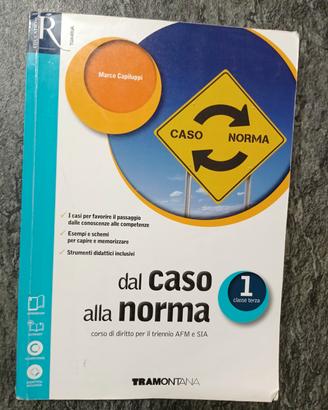 R
Marco Capiluppi
CASO NORMA
✓ I casi per favorire il passaggio
dalle conoscenze alle competenze
✓ Esempi e schemi
per capire e memorizzare
✓ Strumenti didattici inclusivi
dal caso
alla norma
1
classe terza
corso di diritto per il triennio AFM e SIA
TRAMONTANA